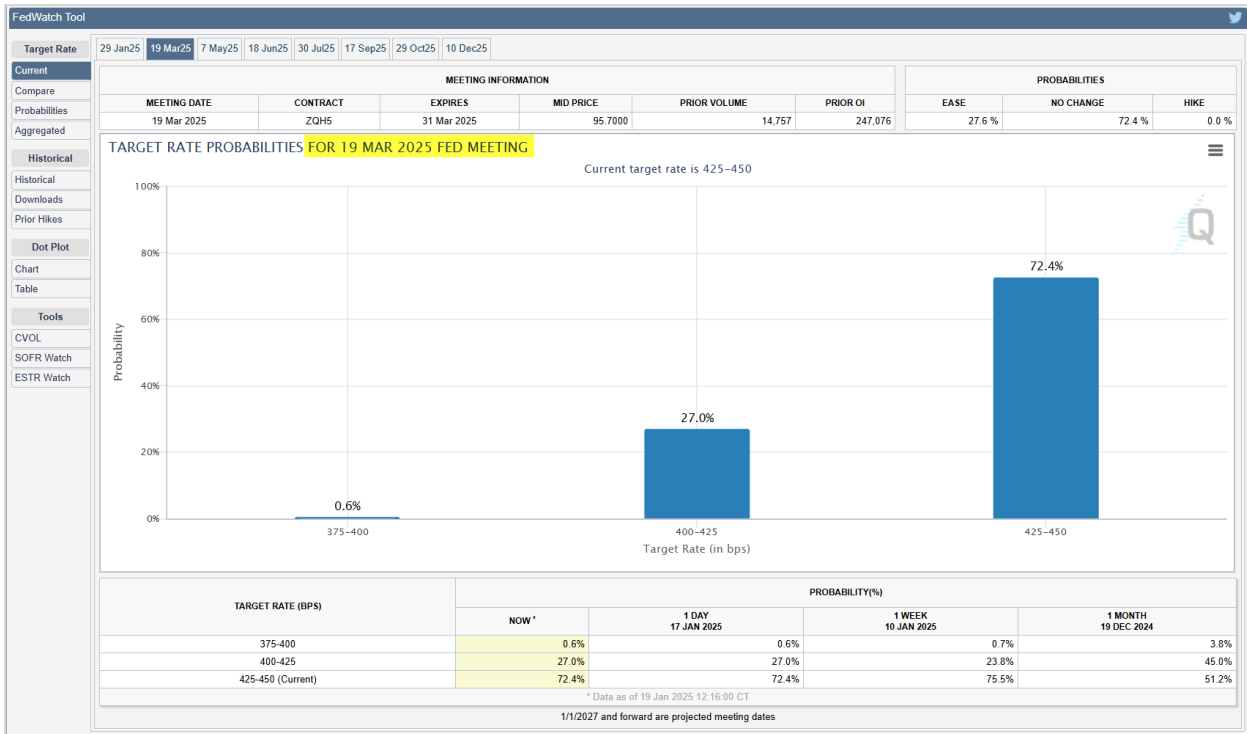 FedWatch Tool
Target Rate
Current
Compare
Probabilities
Aggregated
Historical
Historical
Downloads
Prior Hikes
Dot Plot
Chart
Table
Tools
CVOL
SOFR Watch
ESTR Watch
29 Jan25 19 Mar25 7 May25 18 Jun25 30 Jul25 17 Sep25 29 Oct25 10 Dec25
MEETING INFORMATION
MEETING DATE CONTRACT EXPIRES MID PRICE PRIOR VOLUME PRIOR OI
19 Mar 2025 ZQH5 31 Mar 2025 95.7000 14,757 247,076
PROBABILITIES
EASE NO CHANGE HIKE
27.6 % 72.4 % 0.0 %
TARGET RATE PROBABILITIES FOR 19 MAR 2025 FED MEETING
Current target rate is 425–450
Q
Probability
100%
80%
60%
40%
20%
0%
0.6%
27.0%
72.4%
375–400 400–425 425–450
Target Rate (in bps)
TARGET RATE (BPS) PROBABILITY(%)
NOW * 1 DAY 1 WEEK 1 MONTH
17 JAN 2025 10 JAN 2025 19 DEC 2024
375-400 0.6% 0.6% 0.7% 3.8%
400-425 27.0% 27.0% 23.8% 45.0%
425-450 (Current) 72.4% 72.4% 75.5% 51.2%
* Data as of 19 Jan 2025 12:16:00 CT
1/1/2027 and forward are projected meeting dates